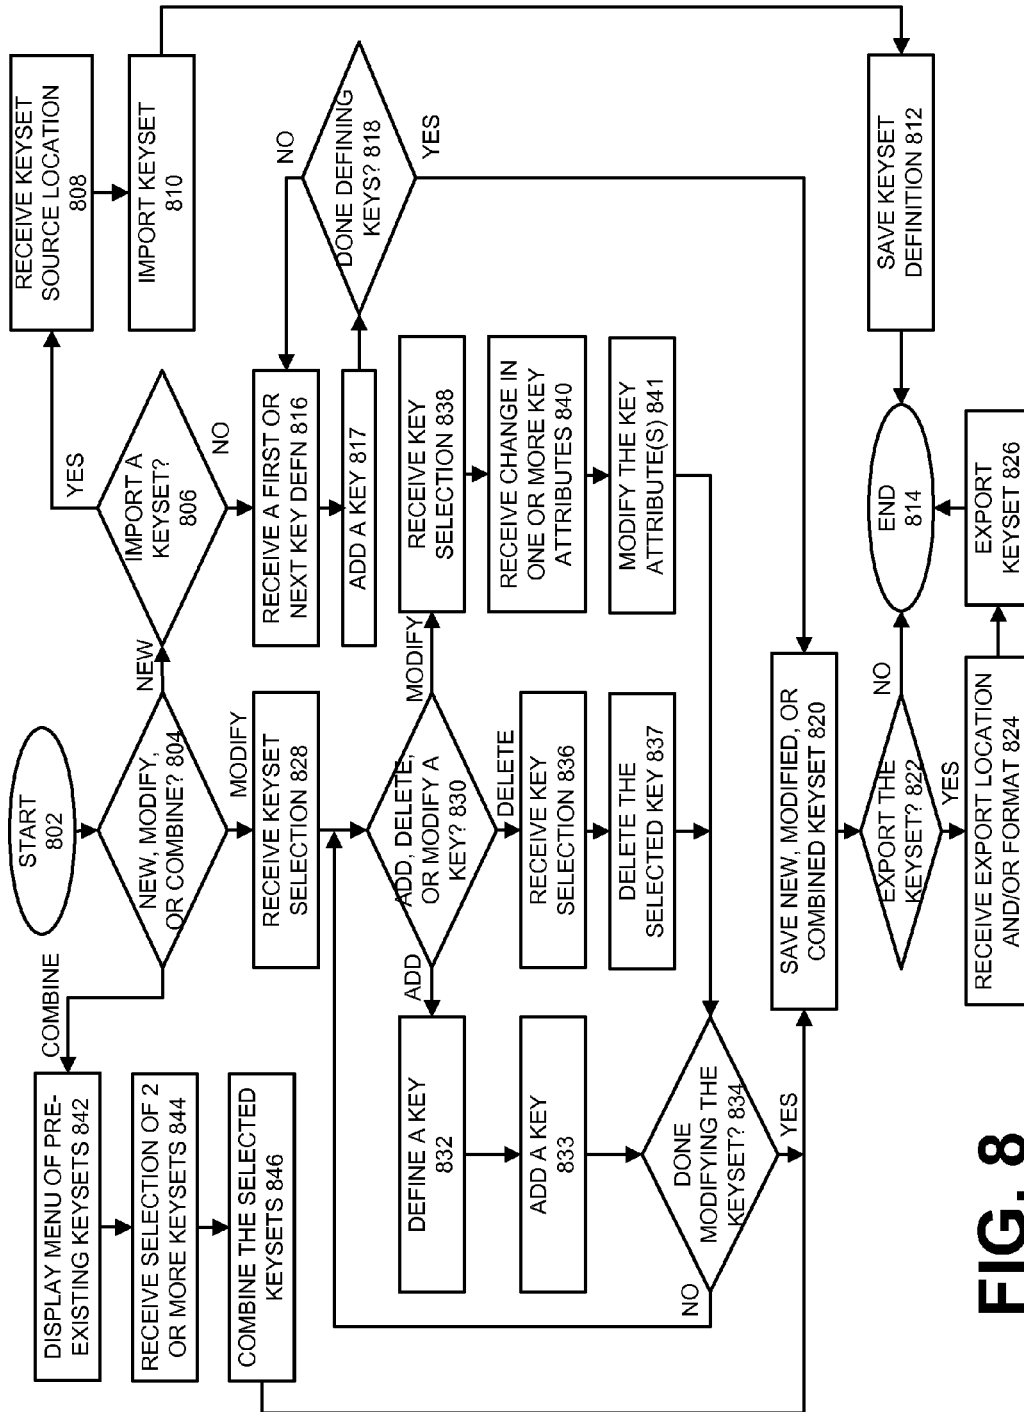 START
802
NEW, MODIFY,
OR COMBINE? 804
COMBINE
NEW
MODIFY
DISPLAY MENU OF PRE-
EXISTING KEYSETS 842
RECEIVE SELECTION OF 2
OR MORE KEYSETS 844
COMBINE THE SELECTED
KEYSETS 846
IMPORT A
KEYSET?
806
YES
NO
RECEIVE KEYSET
SOURCE LOCATION
808
IMPORT KEYSET
810
RECEIVE A FIRST OR
NEXT KEY DEFN 816
ADD A KEY 817
DONE DEFINING
KEYS? 818
NO
YES
RECEIVE KEYSET
SELECTION 828
ADD, DELETE,
OR MODIFY A
KEY? 830
ADD
DELETE
MODIFY
DEFINE A KEY
832
ADD A KEY
833
RECEIVE KEY
SELECTION 836
DELETE THE
SELECTED KEY 837
RECEIVE KEY
SELECTION 838
RECEIVE CHANGE IN
ONE OR MORE KEY
ATTRIBUTES 840
MODIFY THE KEY
ATTRIBUTE(S) 841
DONE
MODIFYING THE
KEYSET? 834
NO
YES
SAVE NEW, MODIFIED, OR
COMBINED KEYSET 820
EXPORT THE
KEYSET? 822
NO
YES
RECEIVE EXPORT LOCATION
AND/OR FORMAT 824
EXPORT
KEYSET 826
SAVE KEYSET
DEFINITION 812
END
814
FIG. 8